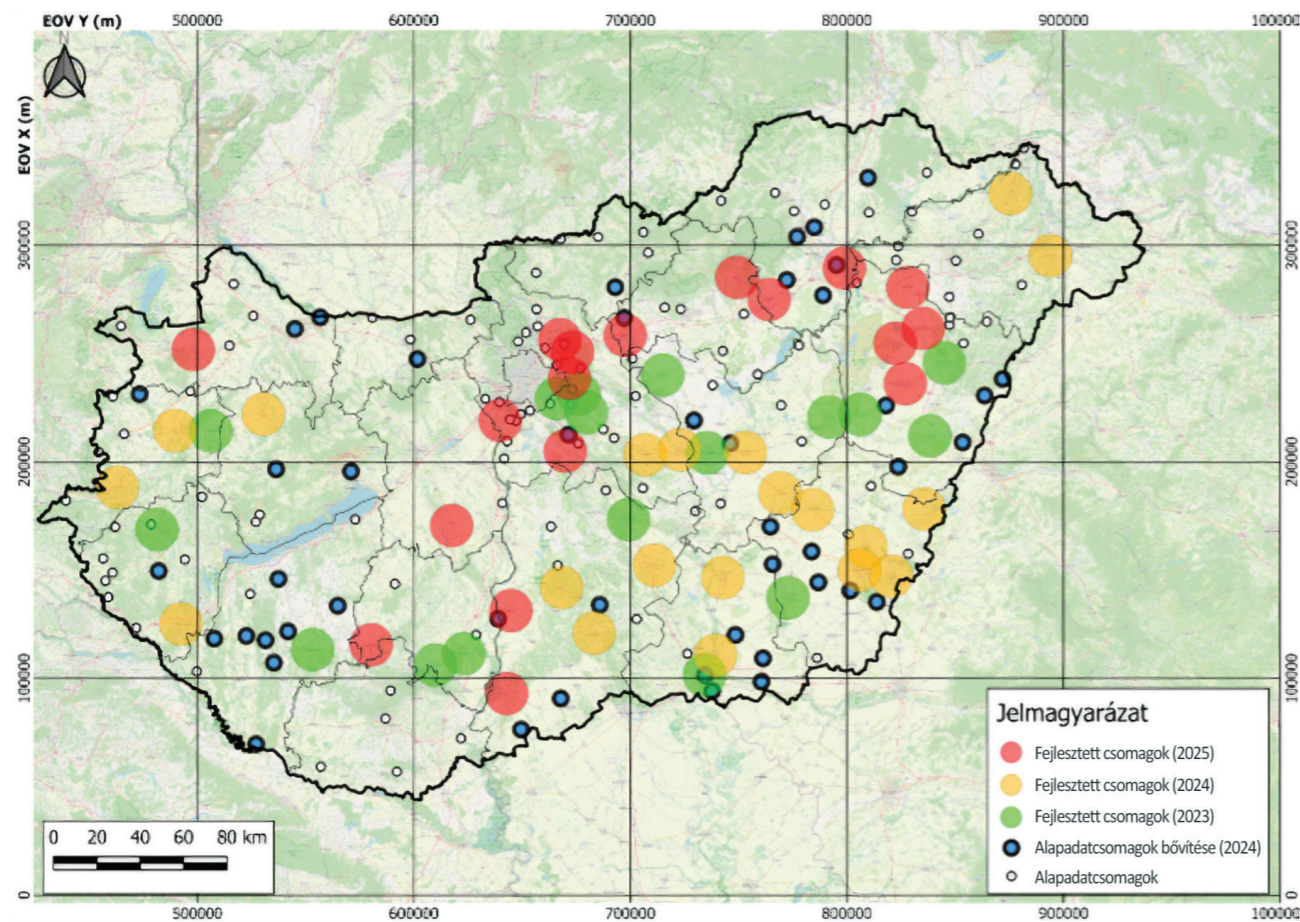 EOV Y (m) 500000 600000 700000 800000 900000 100000
EOV X (m)
300000 300000
200000 200000
100000 100000
0 0
Jelmagyarázat
Fejlesztett csomagok (2025)
Fejlesztett csomagok (2024)
Fejlesztett csomagok (2023)
Alapadatcsomagok bővítése (2024)
Alapadatcsomagok
0 20 40 60 80 km
500000 600000 700000 800000 900000 100000